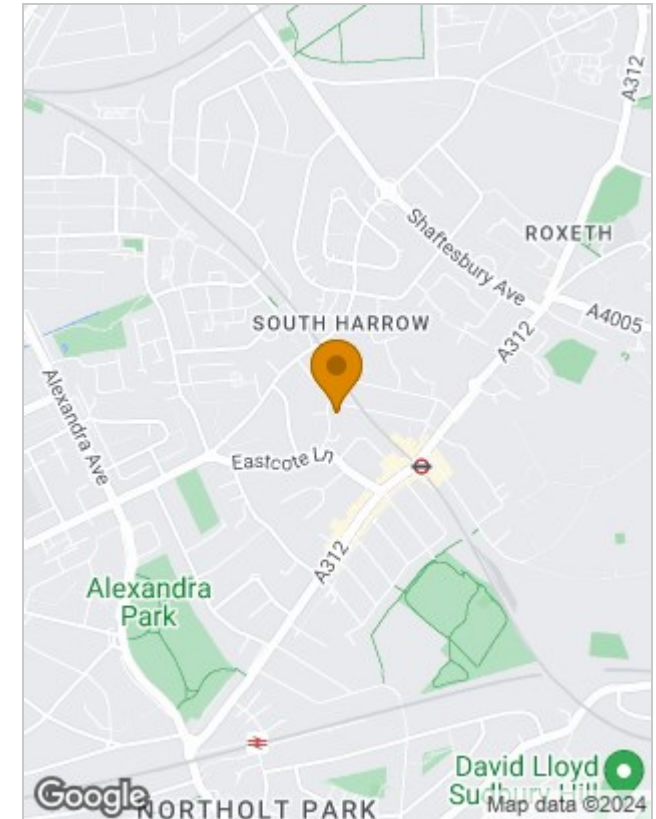 A312
Shaftesbury Ave
ROXETH
SOUTH HARROW
A4005
A312
Alexandra Ave
Eastcote Ln
A312
Alexandra
Park
David Lloyd
Sudbury Hill
Google
NORTHOLT PARK
Map data ©2024